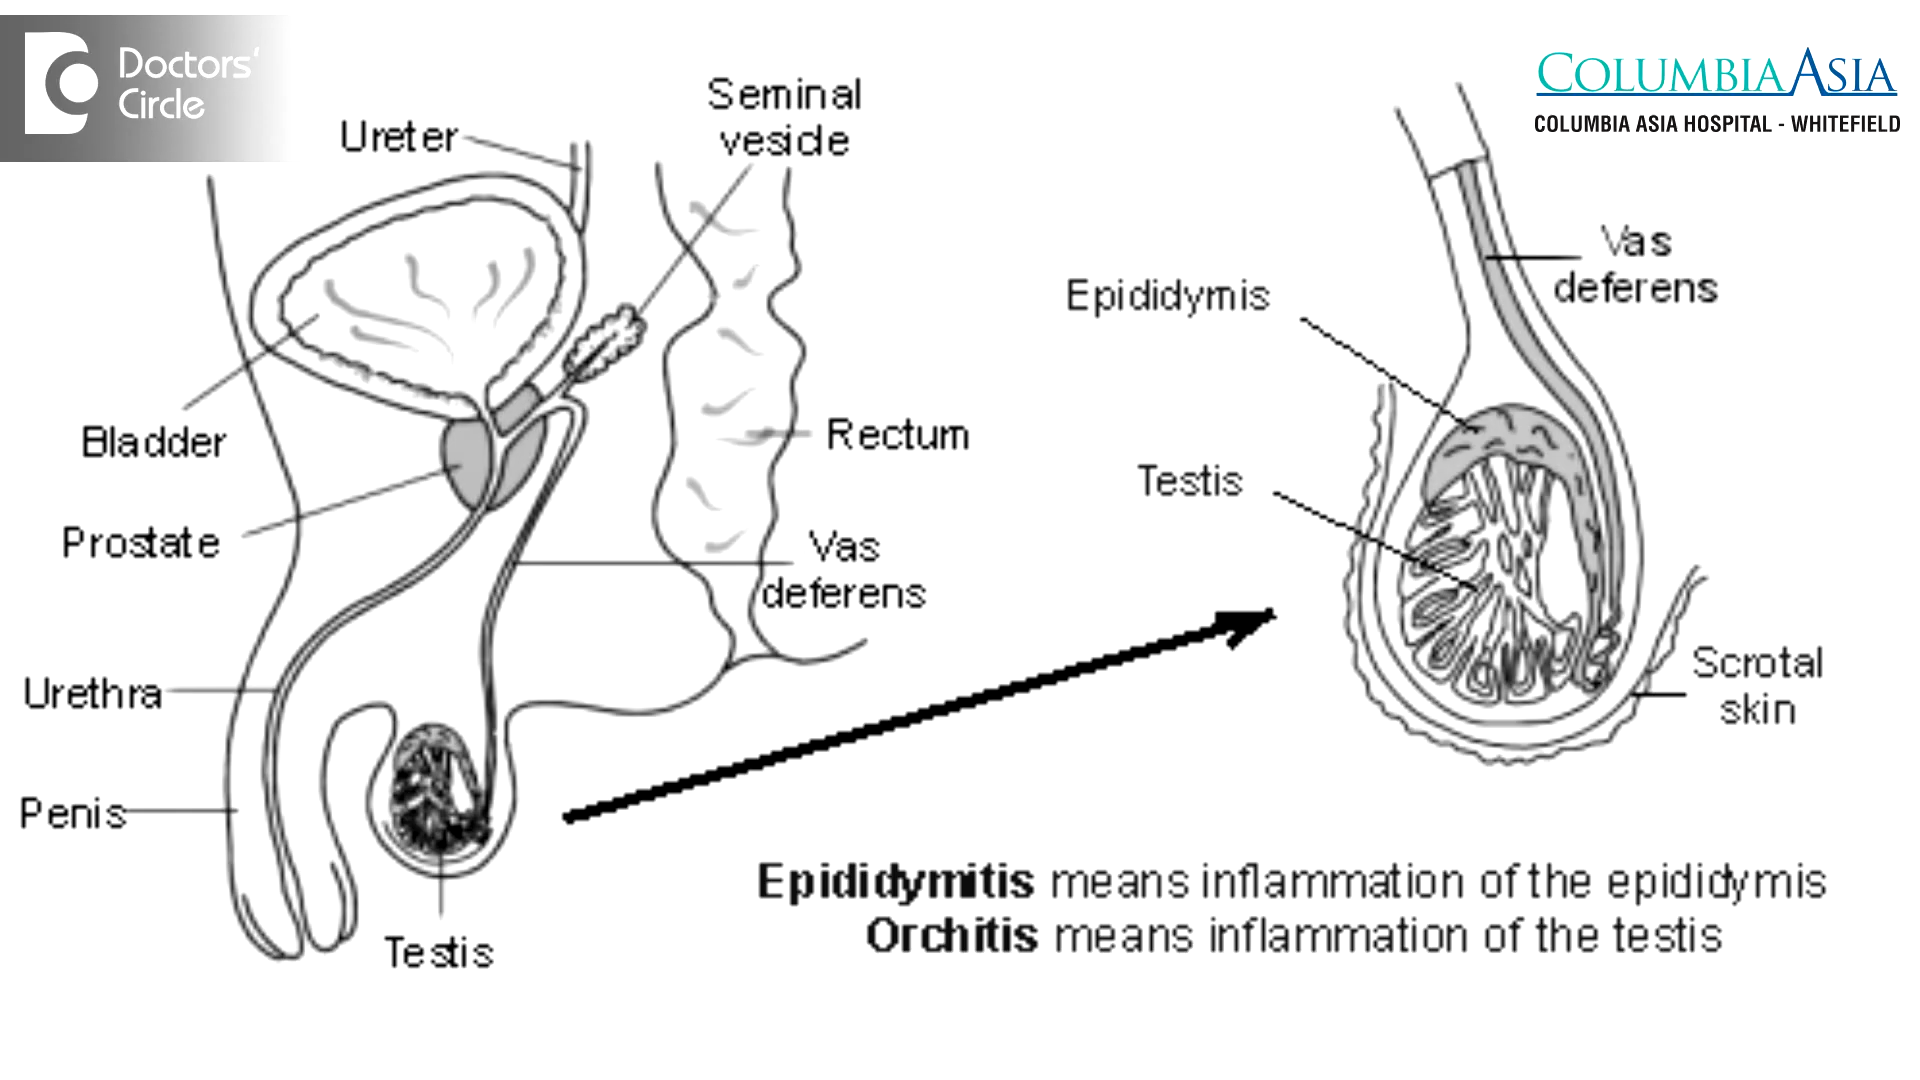 Doctors'
Circle
COLUMBIA ASIA
COLUMBIA ASIA HOSPITAL - WHITEFIELD
Seminal
vesicle
Ureter
Bladder
Prostate
Rectum
Vas
deferens
Urethra
Penis
Testis
Vas
deferens
Epididymis
Testis
Scrotal
skin
Epididymitis means inflammation of the epididymis
Orchitis means inflammation of the testis